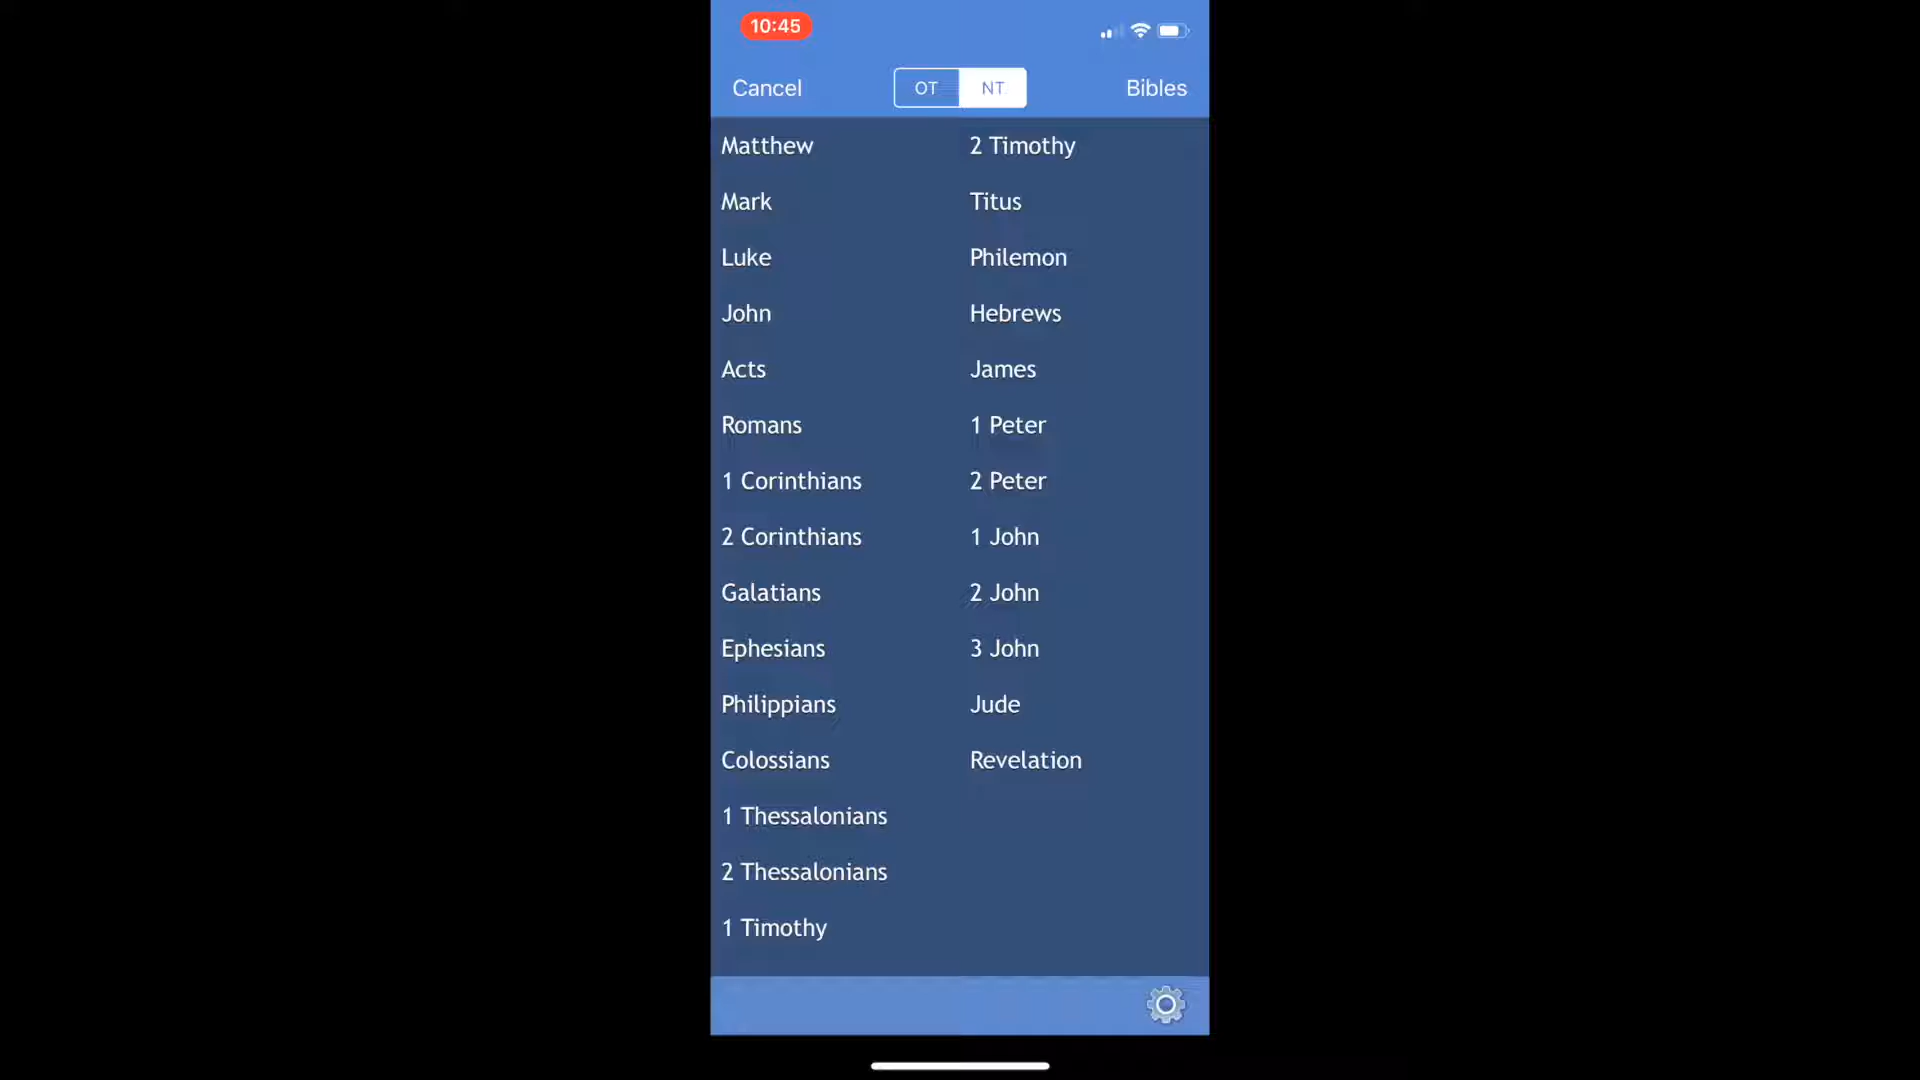 10:45
Cancel
OT
NT
Bibles
Matthew
Mark
Luke
John
Acts
Romans
1 Corinthians
2 Corinthians
Galatians
Ephesians
Philippians
Colossians
1 Thessalonians
2 Thessalonians
1 Timothy
2 Timothy
Titus
Philemon
Hebrews
James
1 Peter
2 Peter
1 John
2 John
3 John
Jude
Revelation